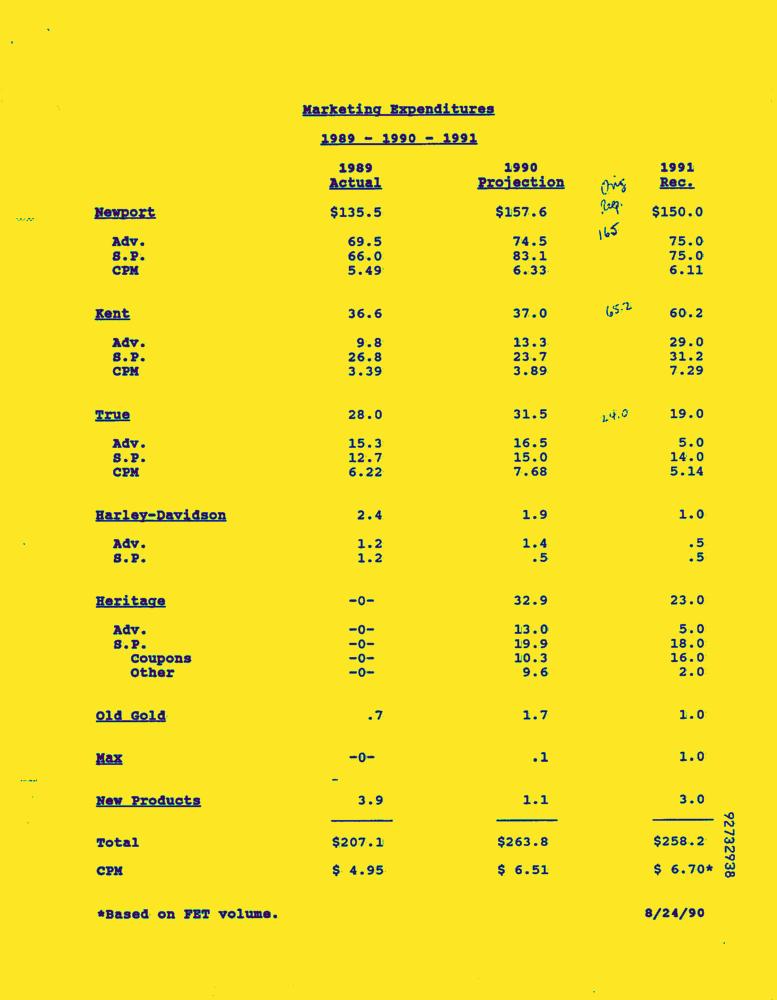 Marketing Expenditures
1989 - 1990 - 1991
1989 1990 1991
Actual Projection Orig Rec.
Newport $135.5 $157.6 Req. $150.0
165
Adv. 69.5 74.5 75.0
S.P. 66.0 83.1 75.0
CPM 5.49 6.33 6.11
Kent 36.6 37.0 65.2 60.2
Adv. 9.8 13.3 29.0
S.P. 26.8 23.7 31.2
CPM 3.39 3.89 7.29
True 28.0 31.5 24.0 19.0
Adv. 15.3 16.5 5.0
S.P. 12.7 15.0 14.0
CPM 6.22 7.68 5.14
Harley-Davidson 2.4 1.9 1.0
Adv. 1.2 1.4 .5
S.P. 1.2 .5 .5
Heritage -0- 32.9 23.0
Adv. -0- 13.0 5.0
S.P. -0- 19.9 18.0
Coupons -0- 10.3 16.0
Other -0- 9.6 2.0
Old Gold .7 1.7 1.0
Max -0- .1 1.0
New Products 3.9 1.1 3.0
Total $207.1 $263.8 $258.2
CPM $ 4.95 $ 6.51 $ 6.70*
92732938
*Based on FET volume. 8/24/90